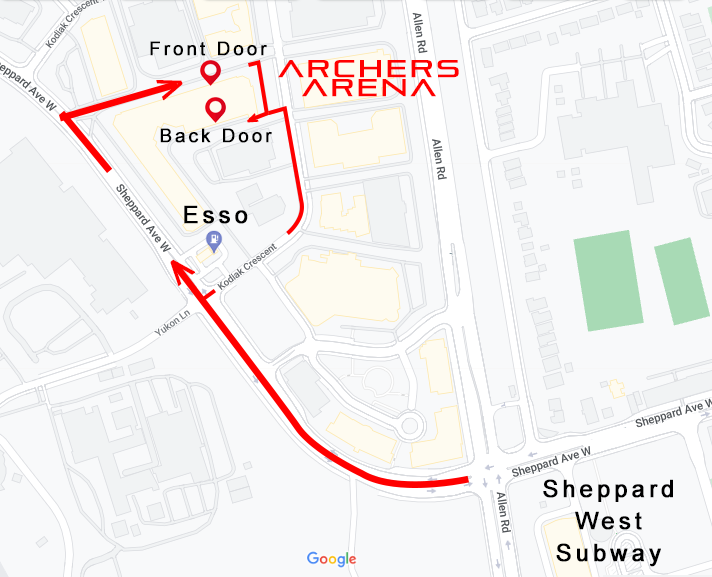 Kodiak Crescent
Allen Rd
Front Door
ARCHERS
ARENA
Sheppard Ave W
Back Door
Allen Rd
Sheppard Ave W
Esso
Kodiak Crescent
Yukon Ln
Sheppard Ave W
Sheppard Ave W
Allen Rd
Sheppard
West
Subway
Google